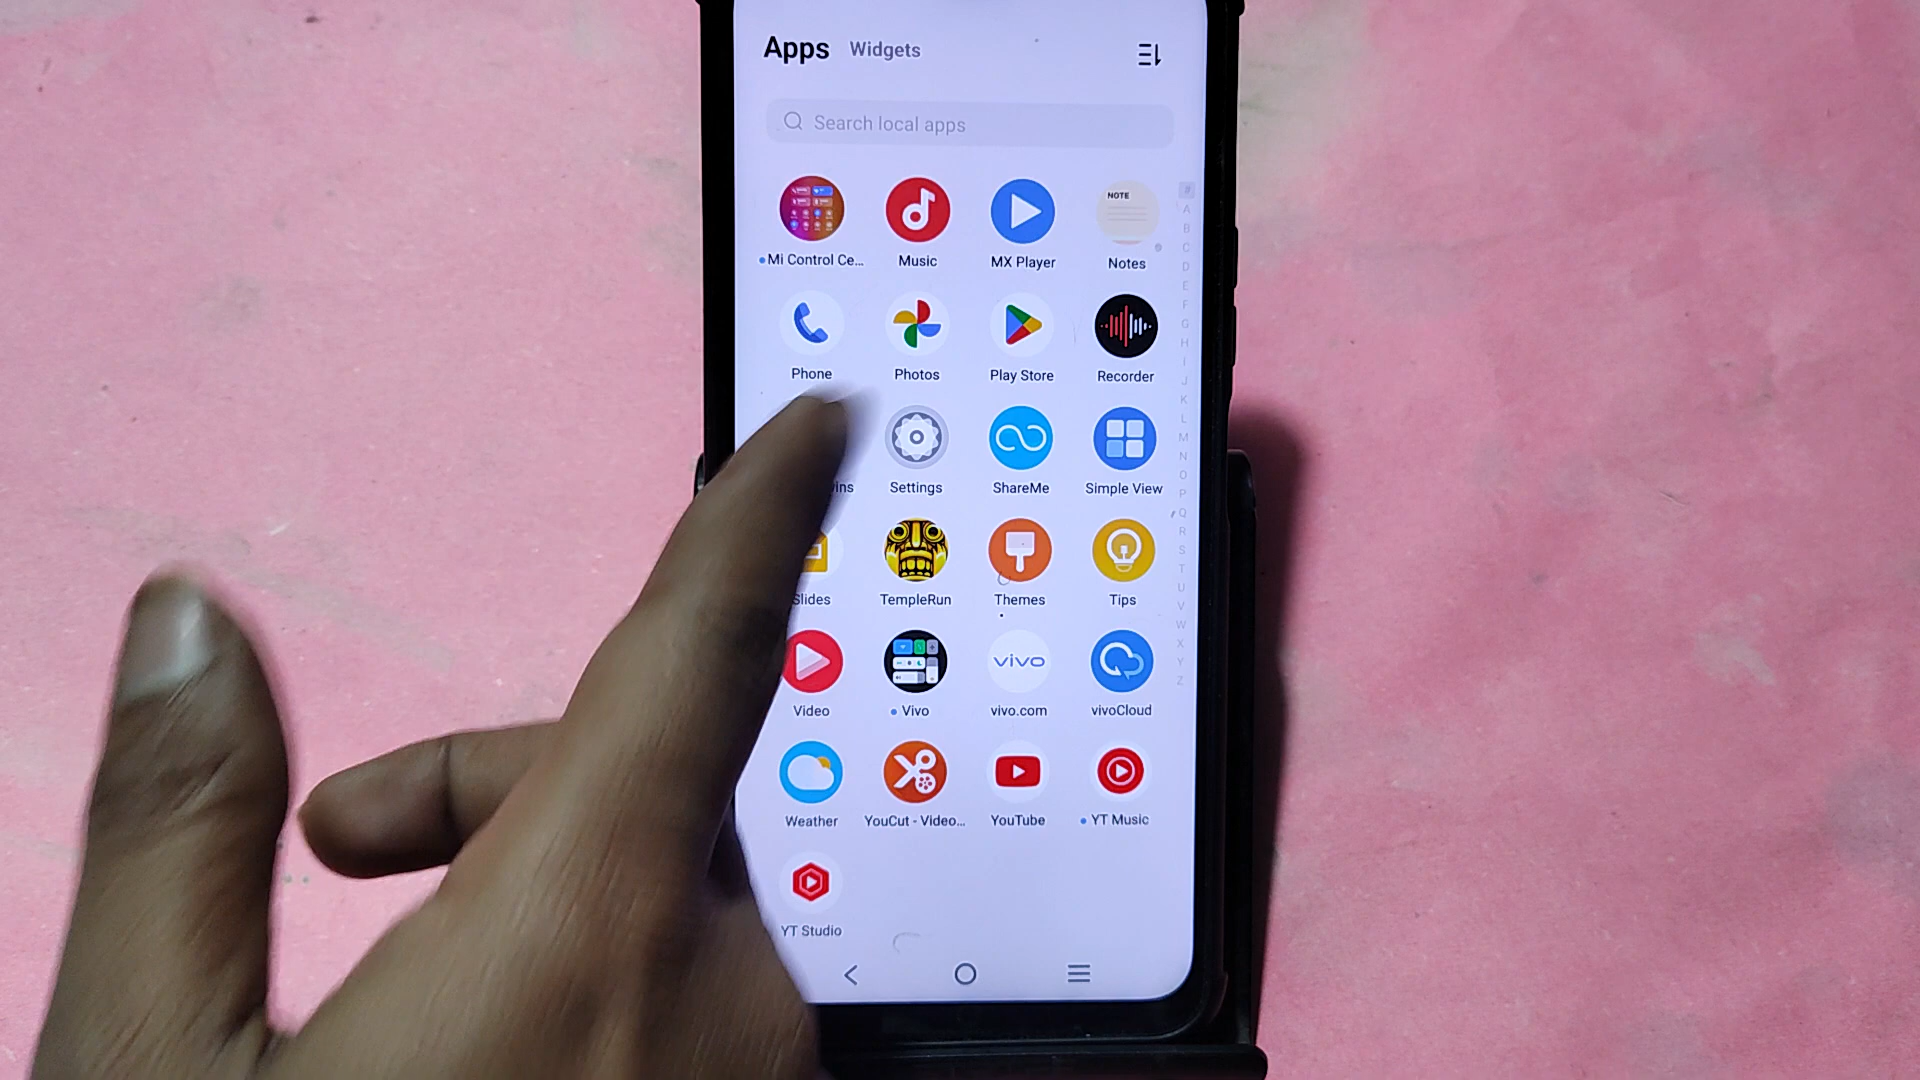 Apps Widgets
Search local apps
NOTE
Mi Control Ce... Music MX Player Notes
Phone Photos Play Store Recorder
Settings ShareMe Simple View
Slides TempleRun Themes Tips
vivo
Video Vivo vivo.com vivoCloud
Weather YouCut - Video... YouTube YT Music
YT Studio
#
A
B
C
D
E
F
G
H
I
J
K
L
M
N
O
P
Q
R
S
T
U
V
W
X
Y
Z